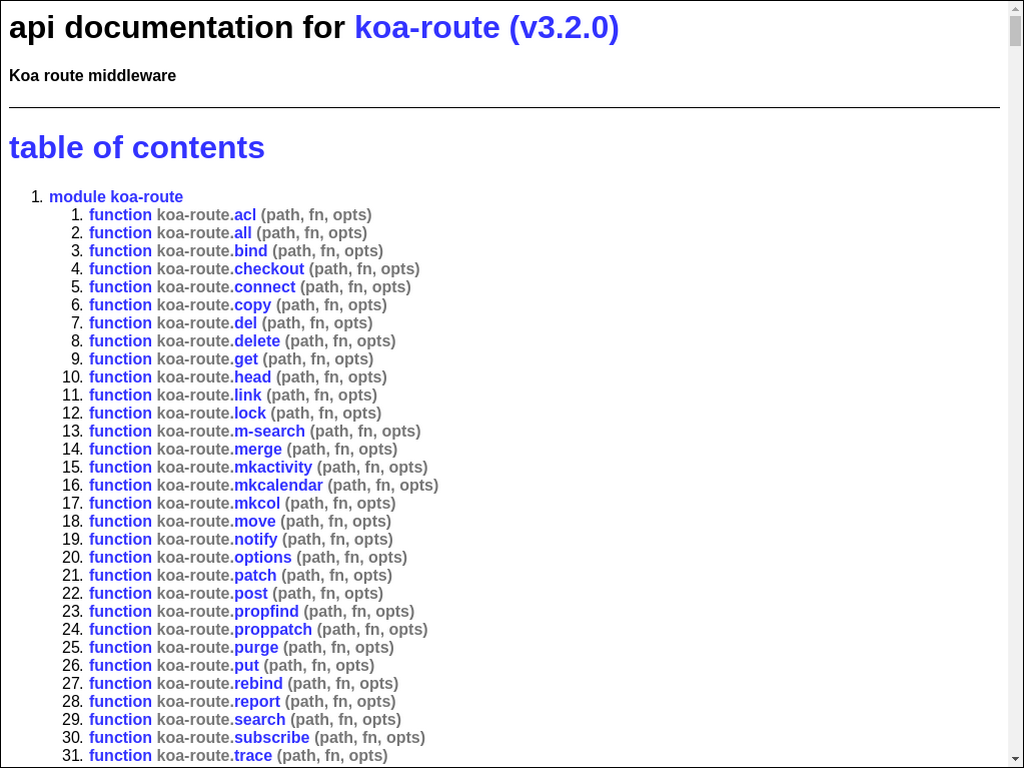 api documentation for koa-route (v3.2.0)
Koa route middleware
table of contents
1. module koa-route
1. function koa-route.acl (path, fn, opts)
2. function koa-route.all (path, fn, opts)
3. function koa-route.bind (path, fn, opts)
4. function koa-route.checkout (path, fn, opts)
5. function koa-route.connect (path, fn, opts)
6. function koa-route.copy (path, fn, opts)
7. function koa-route.del (path, fn, opts)
8. function koa-route.delete (path, fn, opts)
9. function koa-route.get (path, fn, opts)
10. function koa-route.head (path, fn, opts)
11. function koa-route.link (path, fn, opts)
12. function koa-route.lock (path, fn, opts)
13. function koa-route.m-search (path, fn, opts)
14. function koa-route.merge (path, fn, opts)
15. function koa-route.mkactivity (path, fn, opts)
16. function koa-route.mkcalendar (path, fn, opts)
17. function koa-route.mkcol (path, fn, opts)
18. function koa-route.move (path, fn, opts)
19. function koa-route.notify (path, fn, opts)
20. function koa-route.options (path, fn, opts)
21. function koa-route.patch (path, fn, opts)
22. function koa-route.post (path, fn, opts)
23. function koa-route.propfind (path, fn, opts)
24. function koa-route.proppatch (path, fn, opts)
25. function koa-route.purge (path, fn, opts)
26. function koa-route.put (path, fn, opts)
27. function koa-route.rebind (path, fn, opts)
28. function koa-route.report (path, fn, opts)
29. function koa-route.search (path, fn, opts)
30. function koa-route.subscribe (path, fn, opts)
31. function koa-route.trace (path, fn, opts)